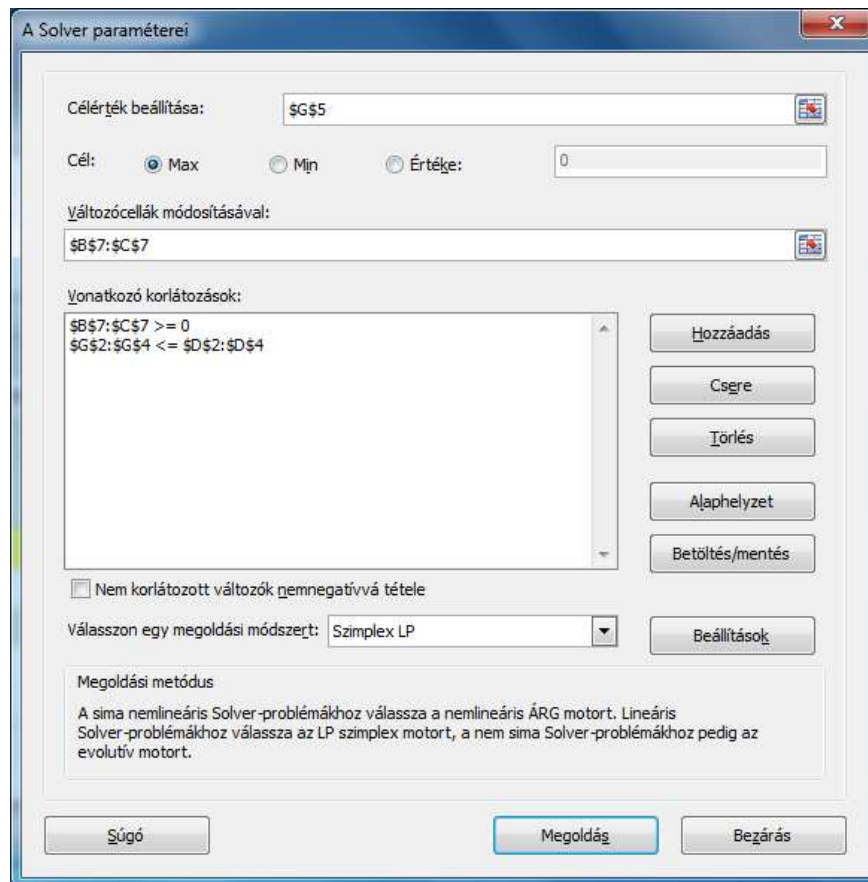 A Solver paraméterei
Célérték beállítása: $G$5
Cél: Max Min Értéke: 0
Változócellák módosításával:
$B$7:$C$7
Vonatkozó korlátozások:
$B$7:$C$7 >= 0
$G$2:$G$4 <= $D$2:$D$4
Hozzáadás
Csere
Törlés
Alaphelyzet
Betöltés/mentés
Nem korlátozott változók nemnegatívvá tétele
Válasszon egy megoldási módszert: Szimplex LP
Beállítások
Megoldási metódus
A sima nemlineáris Solver-problémákhoz válassza a nemlineáris ÁRG motort. Lineáris
Solver-problémákhoz válassza az LP szimplex motort, a nem sima Solver-problémákhoz pedig az
evolutív motort.
Súgó
Megoldás
Bezárás